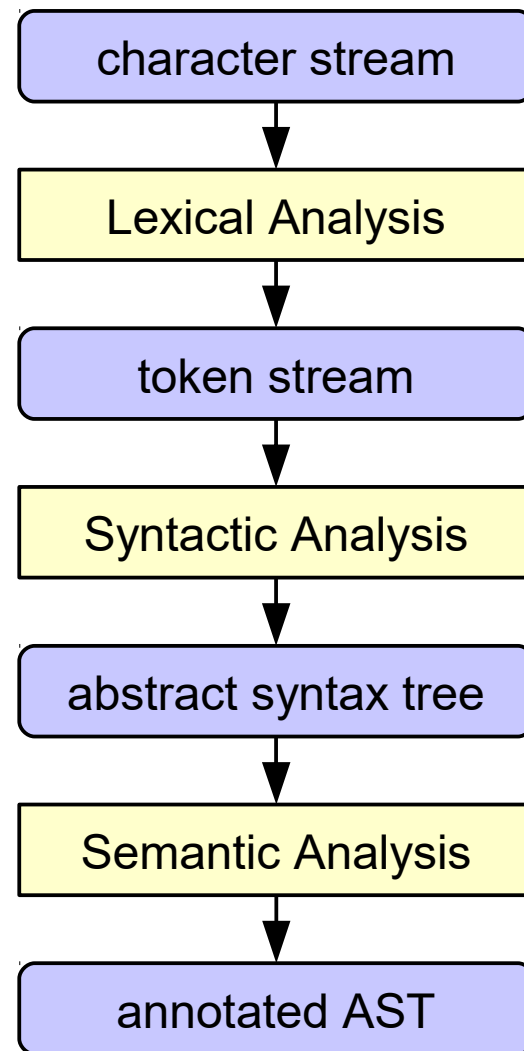 character stream
Lexical Analysis
token stream
Syntactic Analysis
abstract syntax tree
Semantic Analysis
annotated AST